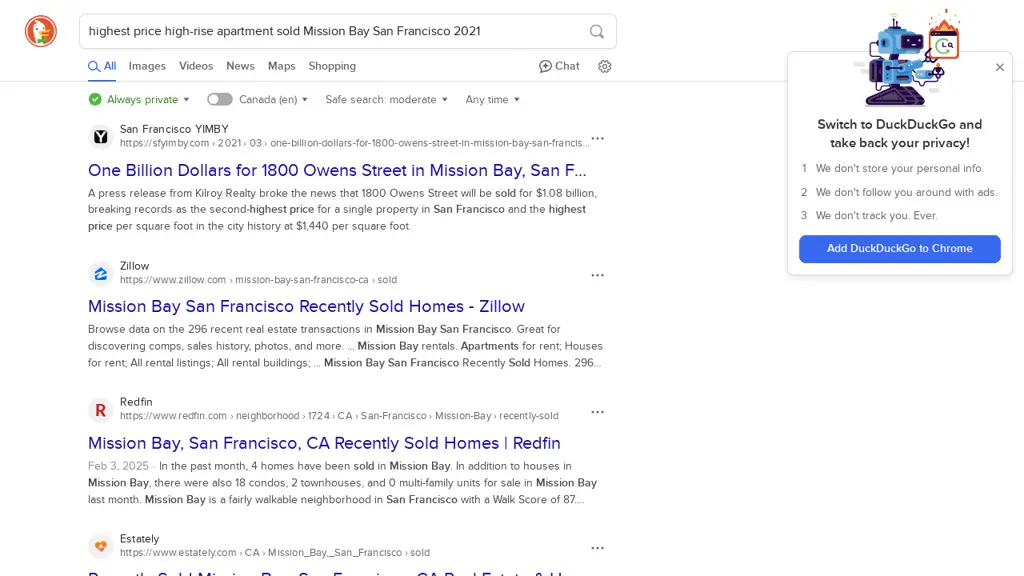 highest price high-rise apartment sold Mission Bay San Francisco 2021
All
Images
Videos
News
Maps
Shopping
Chat
Always private
Canada (en)
Safe search: moderate
Any time
San Francisco YIMBY
https://sfyimby.com › 2021 › 03 › one-billion-dollars-for-1800-owens-street-in-mission-bay-san-francis...
One Billion Dollars for 1800 Owens Street in Mission Bay, San F...
A press release from Kilroy Realty broke the news that 1800 Owens Street will be sold for $1.08 billion,
breaking records as the second-highest price for a single property in San Francisco and the highest
price per square foot in the city history at $1,440 per square foot.
Zillow
https://www.zillow.com › mission-bay-san-francisco-ca › sold
Mission Bay San Francisco Recently Sold Homes - Zillow
Browse data on the 296 recent real estate transactions in Mission Bay San Francisco. Great for
discovering comps, sales history, photos, and more. ... Mission Bay rentals. Apartments for rent; Houses
for rent; All rental listings; All rental buildings; ... Mission Bay San Francisco Recently Sold Homes. 296...
Redfin
https://www.redfin.com › neighborhood › 1724 › CA › San-Francisco › Mission-Bay › recently-sold
Mission Bay, San Francisco, CA Recently Sold Homes | Redfin
Feb 3, 2025 · In the past month, 4 homes have been sold in Mission Bay. In addition to houses in
Mission Bay, there were also 18 condos, 2 townhouses, and 0 multi-family units for sale in Mission Bay
last month. Mission Bay is a fairly walkable neighborhood in San Francisco with a Walk Score of 87....
Estately
https://www.estately.com › CA › Mission_Bay,_San_Francisco › sold
Switch to DuckDuckGo and
take back your privacy!
1 We don't store your personal info.
2 We don't follow you around with ads.
3 We don't track you. Ever.
Add DuckDuckGo to Chrome